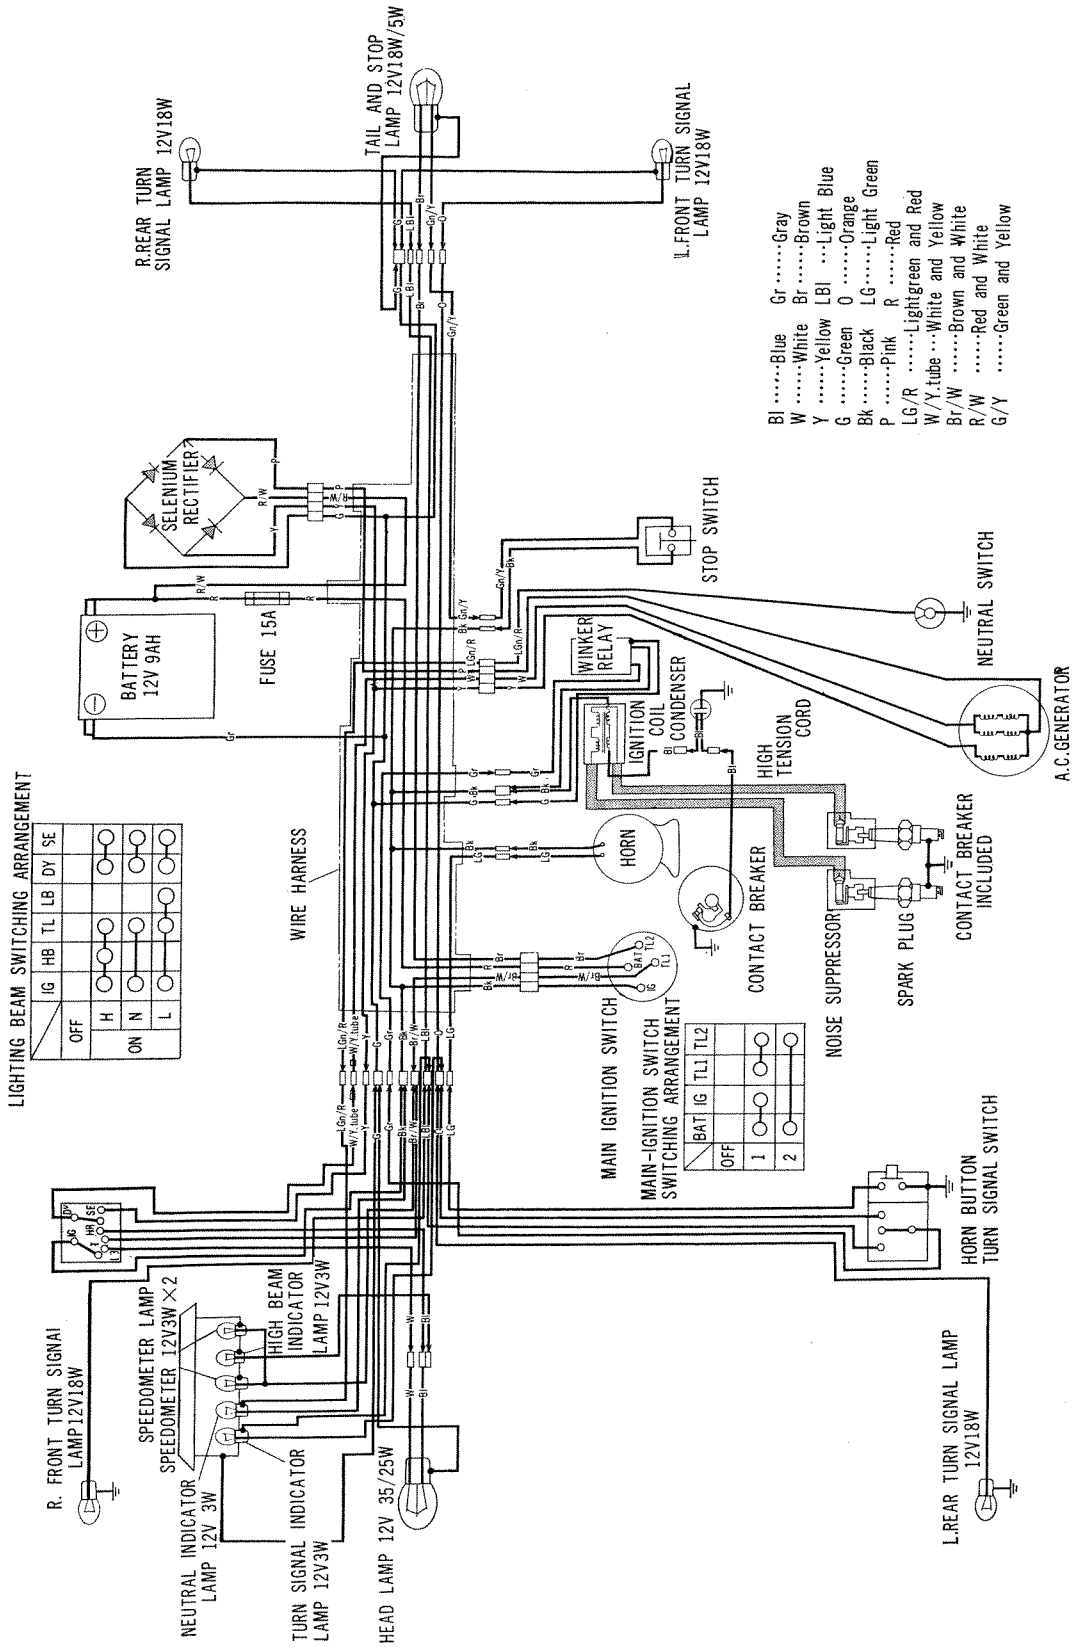 LIGHTING BEAM SWITCHING ARRANGEMENT
IG HB TL LB DY SE
OFF
ON
H
N
L
R. FRONT TURN SIGNAl
LAMP12V18W
SPEEDOMETER LAMP
SPEEDOMETER 12V3W×2
NEUTRAL INDICATOR
LAMP 12V 3W
HIGH BEAM
INDICATOR
LAMP12V3W
TURN SIGNAL INDICATOR
LAMP 12V3W
HEAD LAMP 12V 35/25W
WIRE HARNESS
BATTERY
12V 9AH
FUSE 15A
SELENIUM
RECTIFIER
R.REAR TURN
SIGNAL LAMP 12V18W
TAIL AND STOP
LAMP 12V18W/5W
L.FRONT TURN SIGNAL
LAMP 12V18W
MAIN IGNITION SWITCH
BAT TL2
IG TL1
MAIN-IGNITION SWITCH
SWITCHING ARRANGEMENT
BAT IG TL1 TL2
OFF
1
2
HORN
CONTACT BREAKER
WINKER
RELAY
IGNITION
COIL
CONDENSER
HIGH
TENSION
CORD
STOP SWITCH
NEUTRAL SWITCH
A.C.GENERATOR
NOISE SUPPRESSOR
SPARK PLUG
CONTACT BREAKER
INCLUDED
HORN BUTTON
TURN SIGNAL SWITCH
L.REAR TURN SIGNAL LAMP
12V18W
Bl ······Blue Gr ······Gray
W ······White Br ······Brown
Y ······Yellow LBl ···Light Blue
G ······Green O ······Orange
Bk ······Black LG······Light Green
P ······Pink R ······Red
LG/R ······Lightgreen and Red
W/Y.tube ···White and Yellow
Br/W ······Brown and White
R/W ······Red and White
G/Y ······Green and Yellow